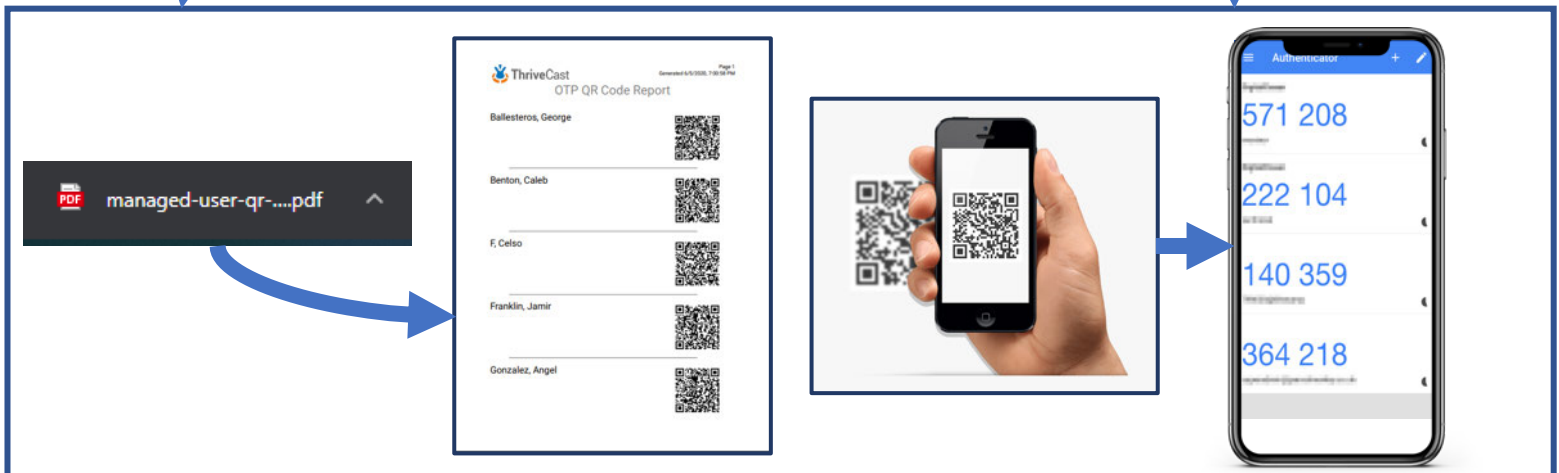 PDF managed-user-qr-....pdf
ThriveCast
Page 1
Generated 6/5/2020, 7:00:58 PM
OTP QR Code Report
Ballesteros, George
Benton, Caleb
F, Celso
Franklin, Jamir
Gonzalez, Angel
Authenticator
571 208
222 104
140 359
364 218